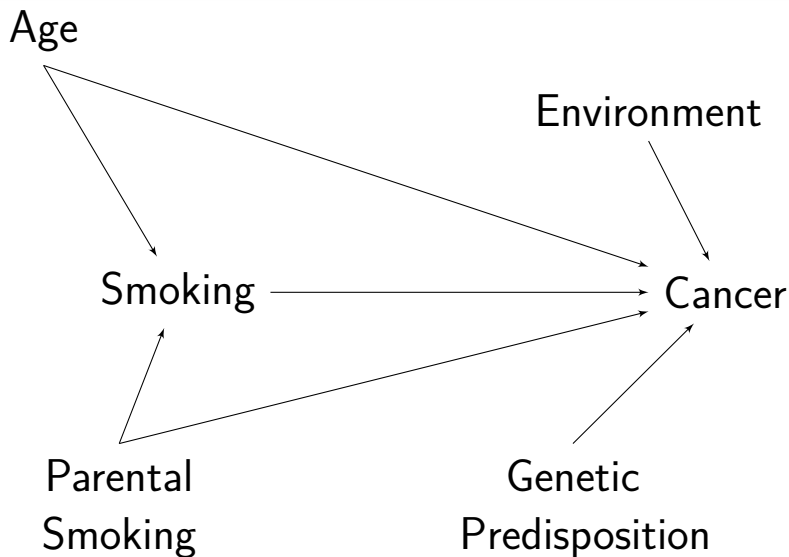 Age
Environment
Smoking
Cancer
Parental
Smoking
Genetic
Predisposition